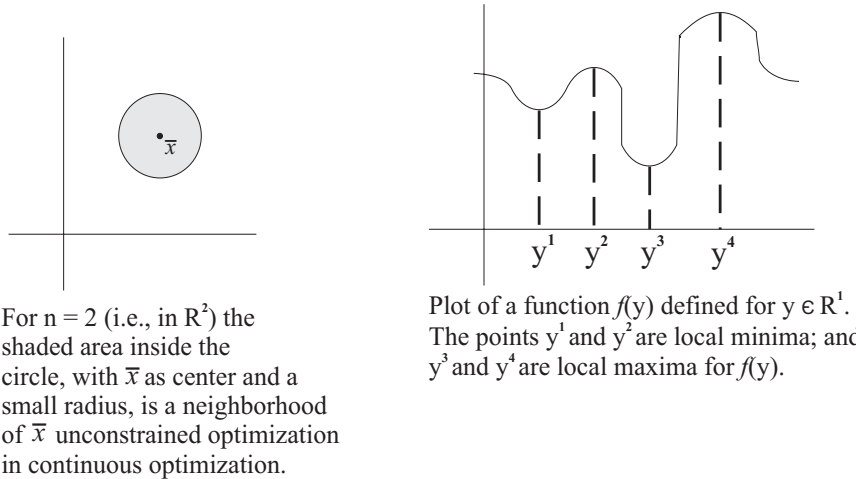 x̅
y¹ y² y³ y⁴
For n = 2 (i.e., in R²) the
shaded area inside the
circle, with x̅ as center and a
small radius, is a neighborhood
of x̅ unconstrained optimization
in continuous optimization.
Plot of a function f(y) defined for y ∈ R¹.
The points y¹ and y² are local minima; and
y³ and y⁴ are local maxima for f(y).